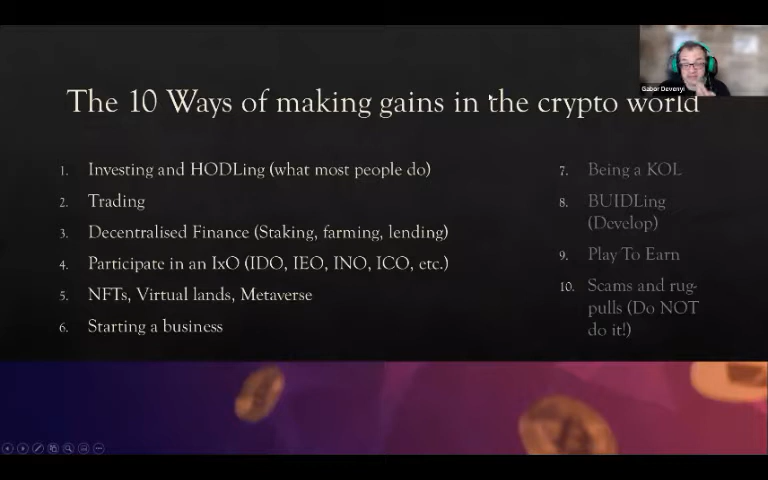 Gabor Devenyi
The 10 Ways of making gains in the crypto world
1. Investing and HODLing (what most people do)
2. Trading
3. Decentralised Finance (Staking, farming, lending)
4. Participate in an IxO (IDO, IEO, INO, ICO, etc.)
5. NFTs, Virtual lands, Metaverse
6. Starting a business
7. Being a KOL
8. BUIDLing
(Develop)
9. Play To Earn
10. Scams and rug-
pulls (Do NOT
do it!)